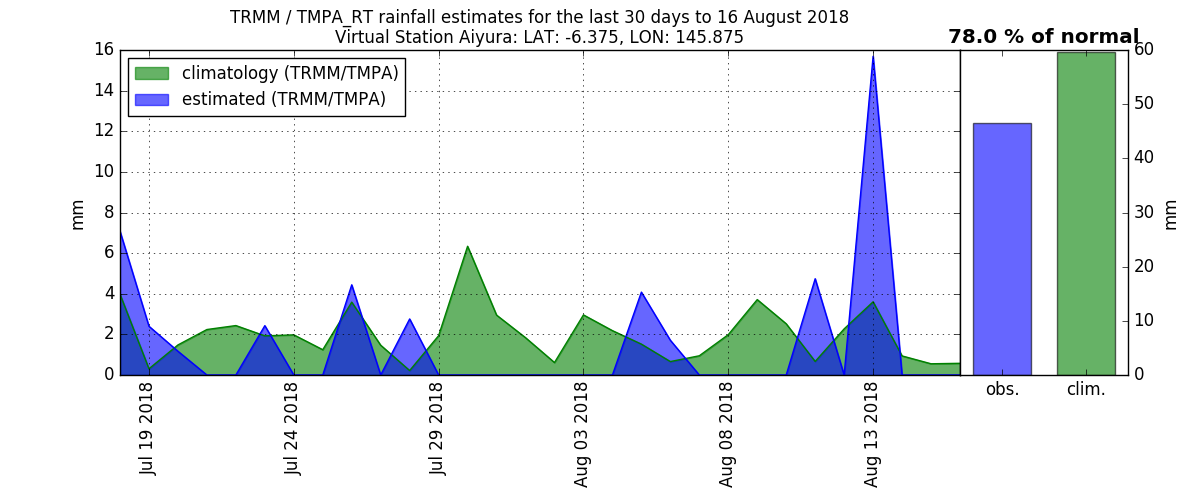 TRMM / TMPA_RT rainfall estimates for the last 30 days to 16 August 2018
Virtual Station Aiyura: LAT: -6.375, LON: 145.875
78.0 % of normal
climatology (TRMM/TMPA)
estimated (TRMM/TMPA)
16
14
12
10
8
6
4
2
0
mm
Jul 19 2018
Jul 24 2018
Jul 29 2018
Aug 03 2018
Aug 08 2018
Aug 13 2018
60
50
40
30
20
10
0
mm
obs.
clim.